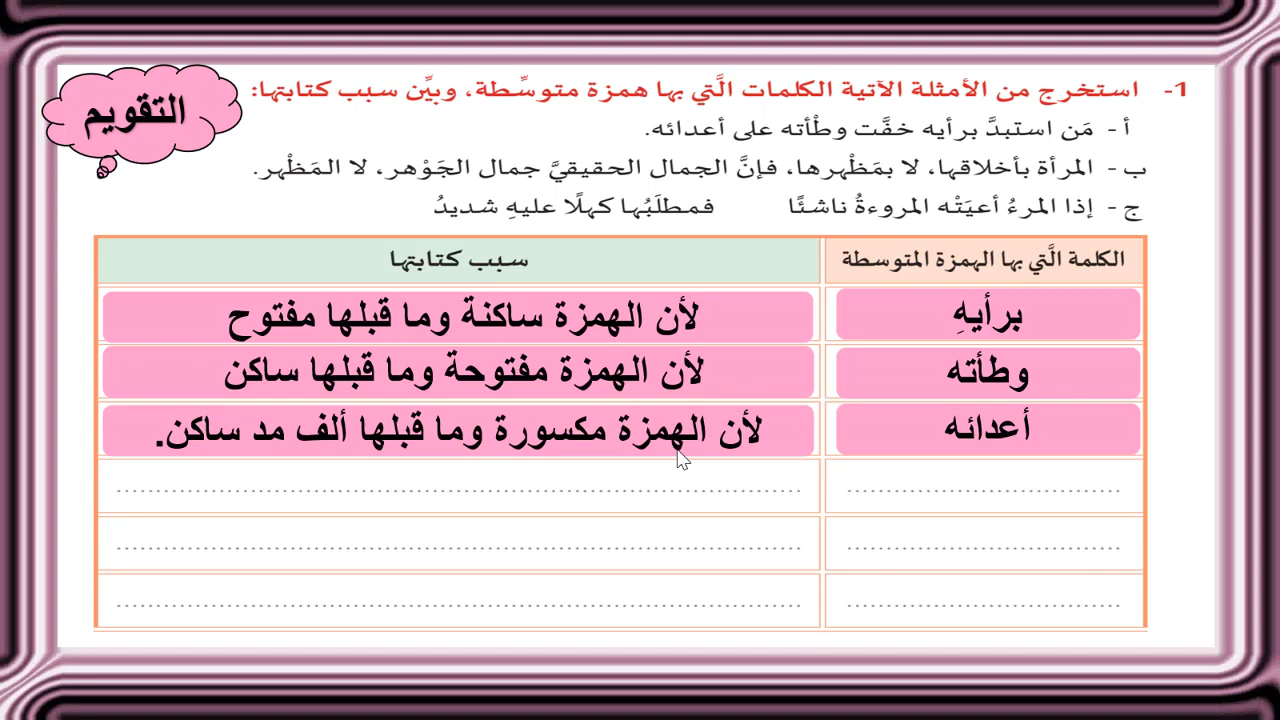 التقويم
1- استخرج من الأمثلة الآتية الكلمات الَّتي بها همزة متوسِّطة، وبيِّن سبب كتابتها:
أ - مَن استبدَّ برأيه خفَّت وطْأته على أعدائه.
ب - المرأة بأخلاقها، لا بمَظْهرها، فإنَّ الجمال الحقيقيَّ جمال الجَوْهر، لا المَظْهر.
ج - إذا المرءُ أعيَتْه المروءةُ ناشئًا فمطلَبُها كهلًا عليهِ شديدُ
الكلمة الَّتي بها الهمزة المتوسطة سبب كتابتها
برأيهِ لأن الهمزة ساكنة وما قبلها مفتوح
وطأته لأن الهمزة مفتوحة وما قبلها ساكن
أعدائه لأن الهمزة مكسورة وما قبلها ألف مد ساكن.